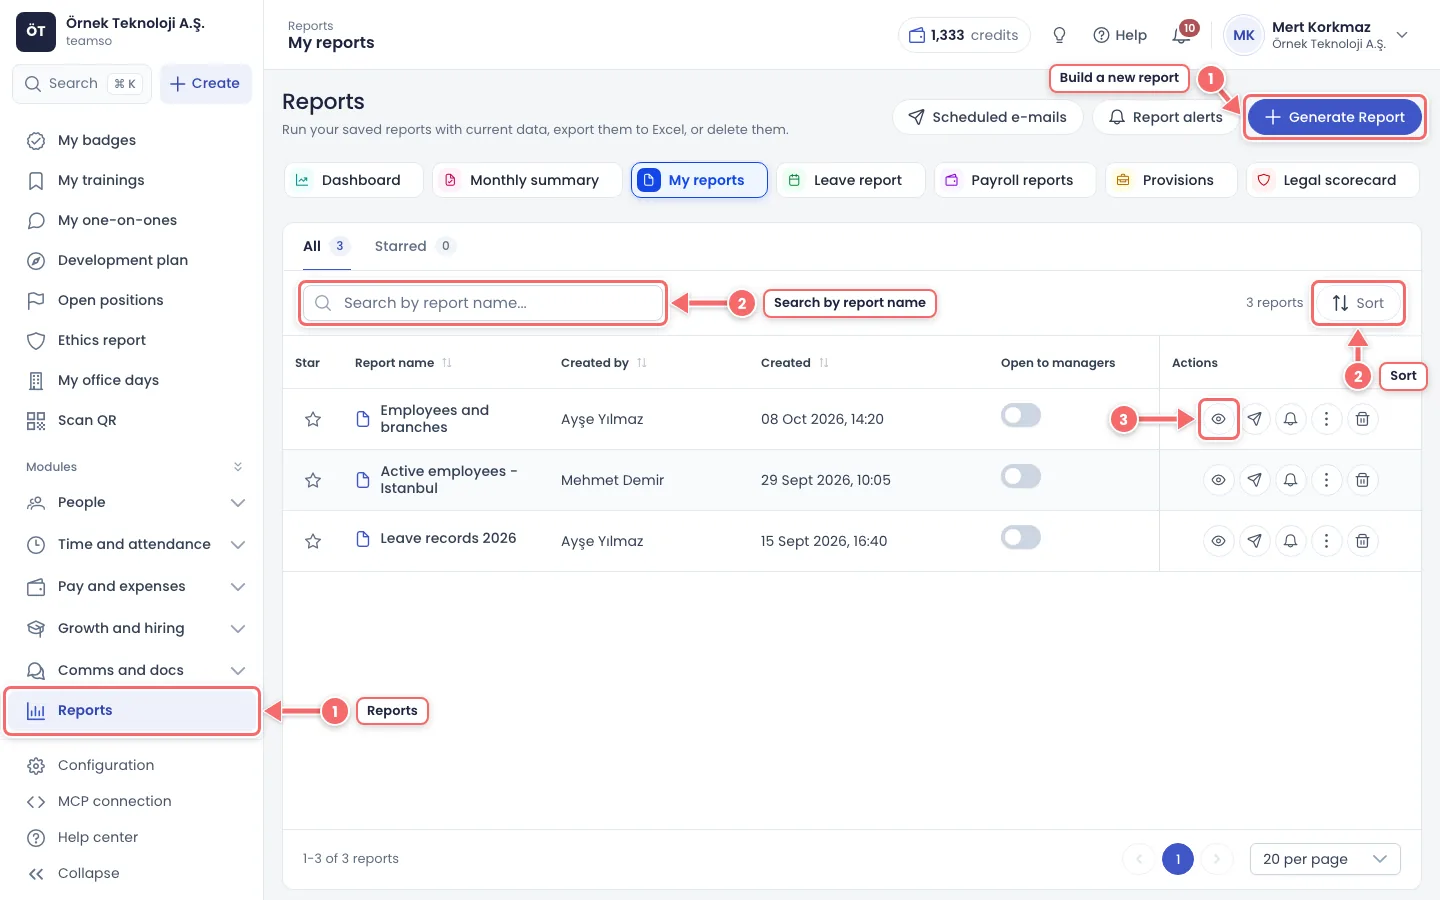 ÖT
Örnek Teknoloji A.Ş.
teamso
Search ⌘ K
Create
My badges
My trainings
My one-on-ones
Development plan
Open positions
Ethics report
My office days
Scan QR
Modules
People
Time and attendance
Pay and expenses
Growth and hiring
Comms and docs
Reports
1
Reports
Configuration
MCP connection
Help center
Collapse
Reports
My reports
1,333 credits
Help
10
MK
Mert Korkmaz
Örnek Teknoloji A.Ş.
Build a new report
1
Reports
Run your saved reports with current data, export them to Excel, or delete them.
Scheduled e-mails
Report alerts
Generate Report
Dashboard
Monthly summary
My reports
Leave report
Payroll reports
Provisions
Legal scorecard
All 3
Starred 0
Search by report name...
2
Search by report name
3 reports
Sort
2
Sort
Star
Report name
Created by
Created
Open to managers
Actions
Employees and
branches
Ayşe Yılmaz
08 Oct 2026, 14:20
3
Active employees -
Istanbul
Mehmet Demir
29 Sept 2026, 10:05
Leave records 2026
Ayşe Yılmaz
15 Sept 2026, 16:40
1-3 of 3 reports
1
20 per page